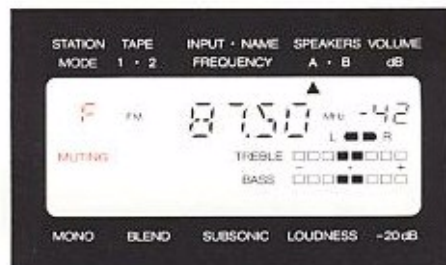 STATION TAPE INPUT · NAME SPEAKERS VOLUME
MODE 1 · 2 FREQUENCY A · B dB
F FM 87.50 MHz -42
L R
MUTING TREBLE
- · +
BASS
MONO BLEND SUBSONIC LOUDNESS -20dB